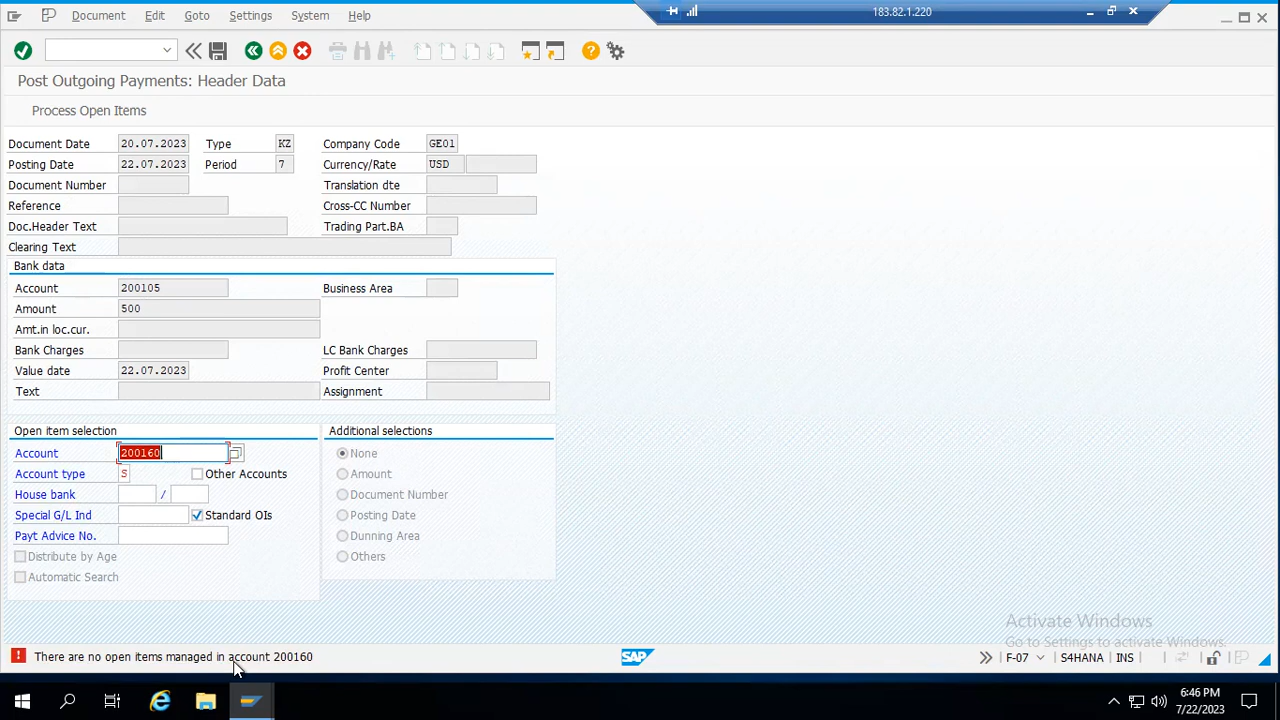 183.82.1.220
Document Edit Goto Settings System Help
Post Outgoing Payments: Header Data
Process Open Items
Document Date 20.07.2023 Type KZ Company Code GE01
Posting Date 22.07.2023 Period 7 Currency/Rate USD
Document Number Translation dte
Reference Cross-CC Number
Doc.Header Text Trading Part.BA
Clearing Text
Bank data
Account 200105 Business Area
Amount 500
Amt.in loc.cur.
Bank Charges LC Bank Charges
Value date 22.07.2023 Profit Center
Text Assignment
Open item selection Additional selections
Account 200160 None
Account type S Other Accounts Amount
House bank / Document Number
Special G/L Ind Standard OIs Posting Date
Payt Advice No. Dunning Area
Distribute by Age Others
Automatic Search
Activate Windows
Go to Settings to activate Windows.
There are no open items managed in account 200160 SAP F-07 S4HANA INS
6:46 PM
7/22/2023